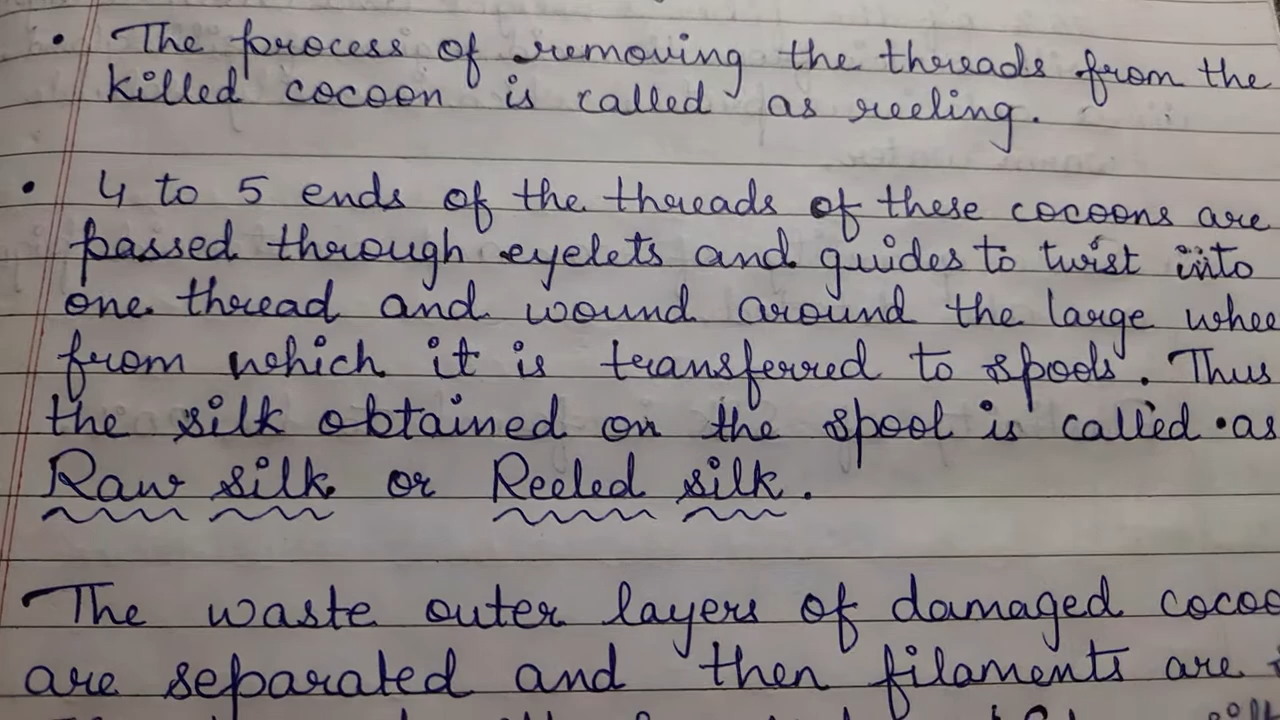 • The process of removing the threads from the
killed cocoon is called as reeling.
• 4 to 5 ends of the threads of these cocoons are
passed through eyelets and guides to twist into
one thread and wound around the large whee
from which it is transferred to spools. Thus
the silk obtained on the spool is called as
Raw silk or Reeled silk.
The waste outer layers of damaged cocoo
are separated and then filaments are